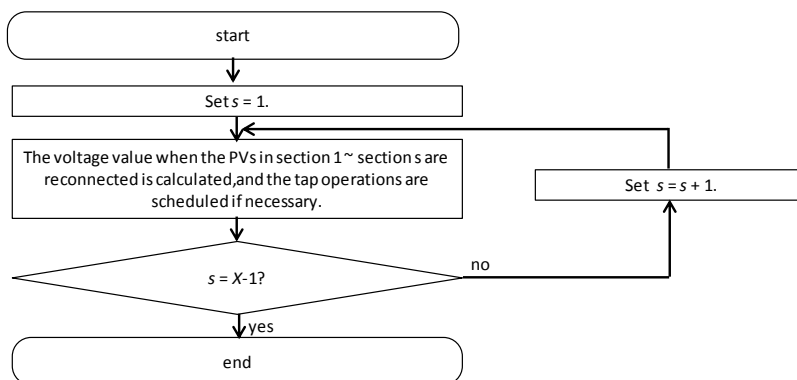 start
Set s = 1.
The voltage value when the PVs in section 1~ section s are
reconnected is calculated,and the tap operations are
scheduled if necessary.
Set s = s + 1.
s = X-1?
no
yes
end